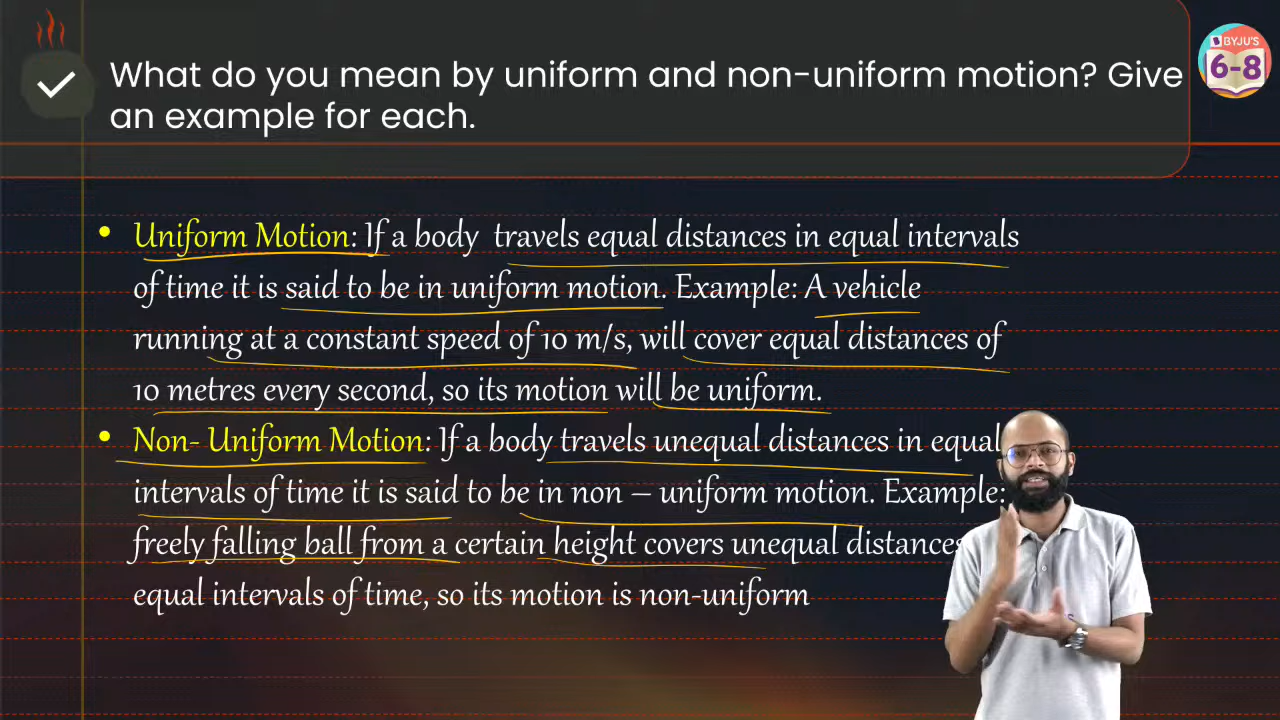 What do you mean by uniform and non-uniform motion? Give
an example for each.
BYJU'S
6-8
• Uniform Motion: If a body travels equal distances in equal intervals
of time it is said to be in uniform motion. Example: A vehicle
running at a constant speed of 10 m/s, will cover equal distances of
10 metres every second, so its motion will be uniform.
• Non- Uniform Motion: If a body travels unequal distances in equal
intervals of time it is said to be in non – uniform motion. Example:
freely falling ball from a certain height covers unequal distances
equal intervals of time, so its motion is non-uniform